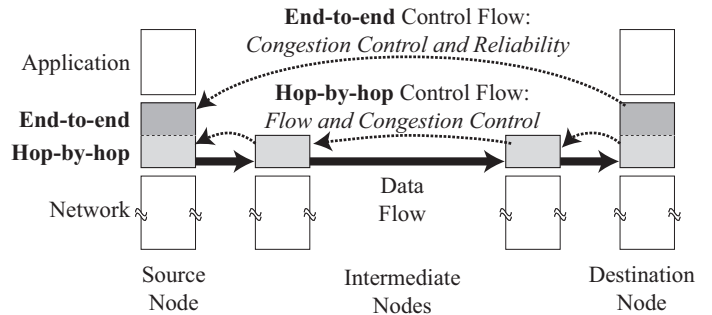 End-to-end Control Flow:
Congestion Control and Reliability
Application
Hop-by-hop Control Flow:
Flow and Congestion Control
End-to-end
Hop-by-hop
Data
Flow
Network
Source
Node
Intermediate
Nodes
Destination
Node